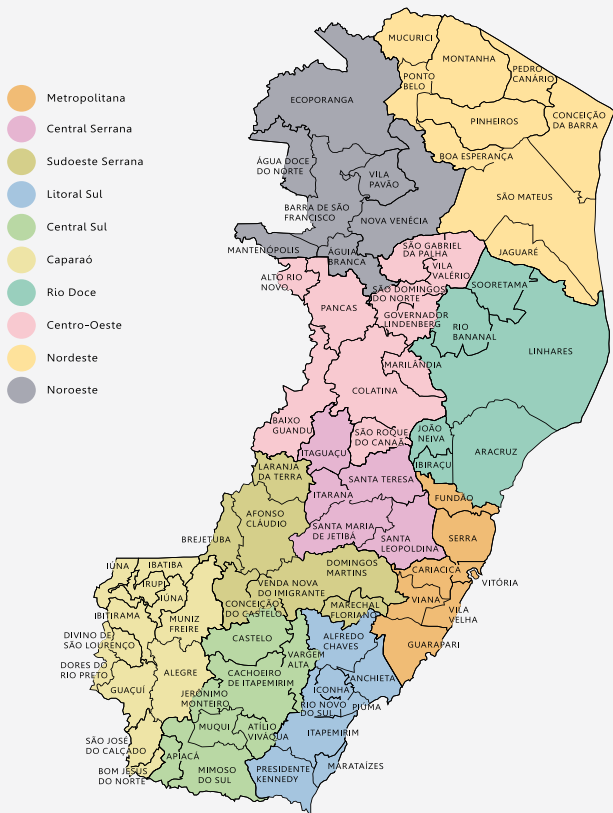 Metropolitana
Central Serrana
Sudoeste Serrana
Litoral Sul
Central Sul
Caparaó
Rio Doce
Centro-Oeste
Nordeste
Noroeste
MUCURICI
MONTANHA
PEDRO
CANÁRIO
PONTO
BELO
ECOPORANGA
PINHEIROS
CONCEIÇÃO
DA BARRA
BOA ESPERANÇA
ÁGUA DOCE
DO NORTE
VILA
PAVÃO
SÃO MATEUS
BARRA DE SÃO
FRANCISCO
NOVA VENÉCIA
MANTENÓPOLIS
ÁGUIA
BRANCA
SÃO GABRIEL
DA PALHA
JAGUARÉ
VILA
VALÉRIO
ALTO RIO
NOVO
SÃO DOMINGOS
DO NORTE
SOORETAMA
PANCAS
GOVERNADOR
LINDENBERG
RIO
BANANAL
LINHARES
MARILÂNDIA
COLATINA
BAIXO
GUANDU
SÃO ROQUE
DO CANAÃ
JOÃO
NEIVA
ITAGUAÇU
IBIRAÇU
ARACRUZ
LARANJA
DA TERRA
SANTA TERESA
ITARANA
FUNDÃO
AFONSO
CLÁUDIO
SANTA MARIA
DE JETIBÁ
SANTA
LEOPOLDINA
SERRA
BREJETUBA
DOMINGOS
MARTINS
CARIACICA
VITÓRIA
IÚNA
IBATIBA
IRUPI
IÚNA
VENDA NOVA
DO IMIGRANTE
VIANA
VILA
VELHA
IBITIRAMA
MUNIZ
FREIRE
CONCEIÇÃO
DO CASTELO
MARECHAL
FLORIANO
DIVINO DE
SÃO LOURENÇO
CASTELO
ALFREDO
CHAVES
GUARAPARI
DORES DO
RIO PRETO
VARGEM
ALTA
ALEGRE
CACHOEIRO
DE ITAPEMIRIM
ANCHIETA
GUAÇUÍ
JERÔNIMO
MONTEIRO
ICONHA
RIO NOVO
DO SUL
PIÚMA
MUQUI
ATÍLIO
VIVÁQUA
ITAPEMIRIM
SÃO JOSÉ
DO CALÇADO
APIACÁ
BOM JESUS
DO NORTE
MIMOSO
DO SUL
PRESIDENTE
KENNEDY
MARATAÍZES